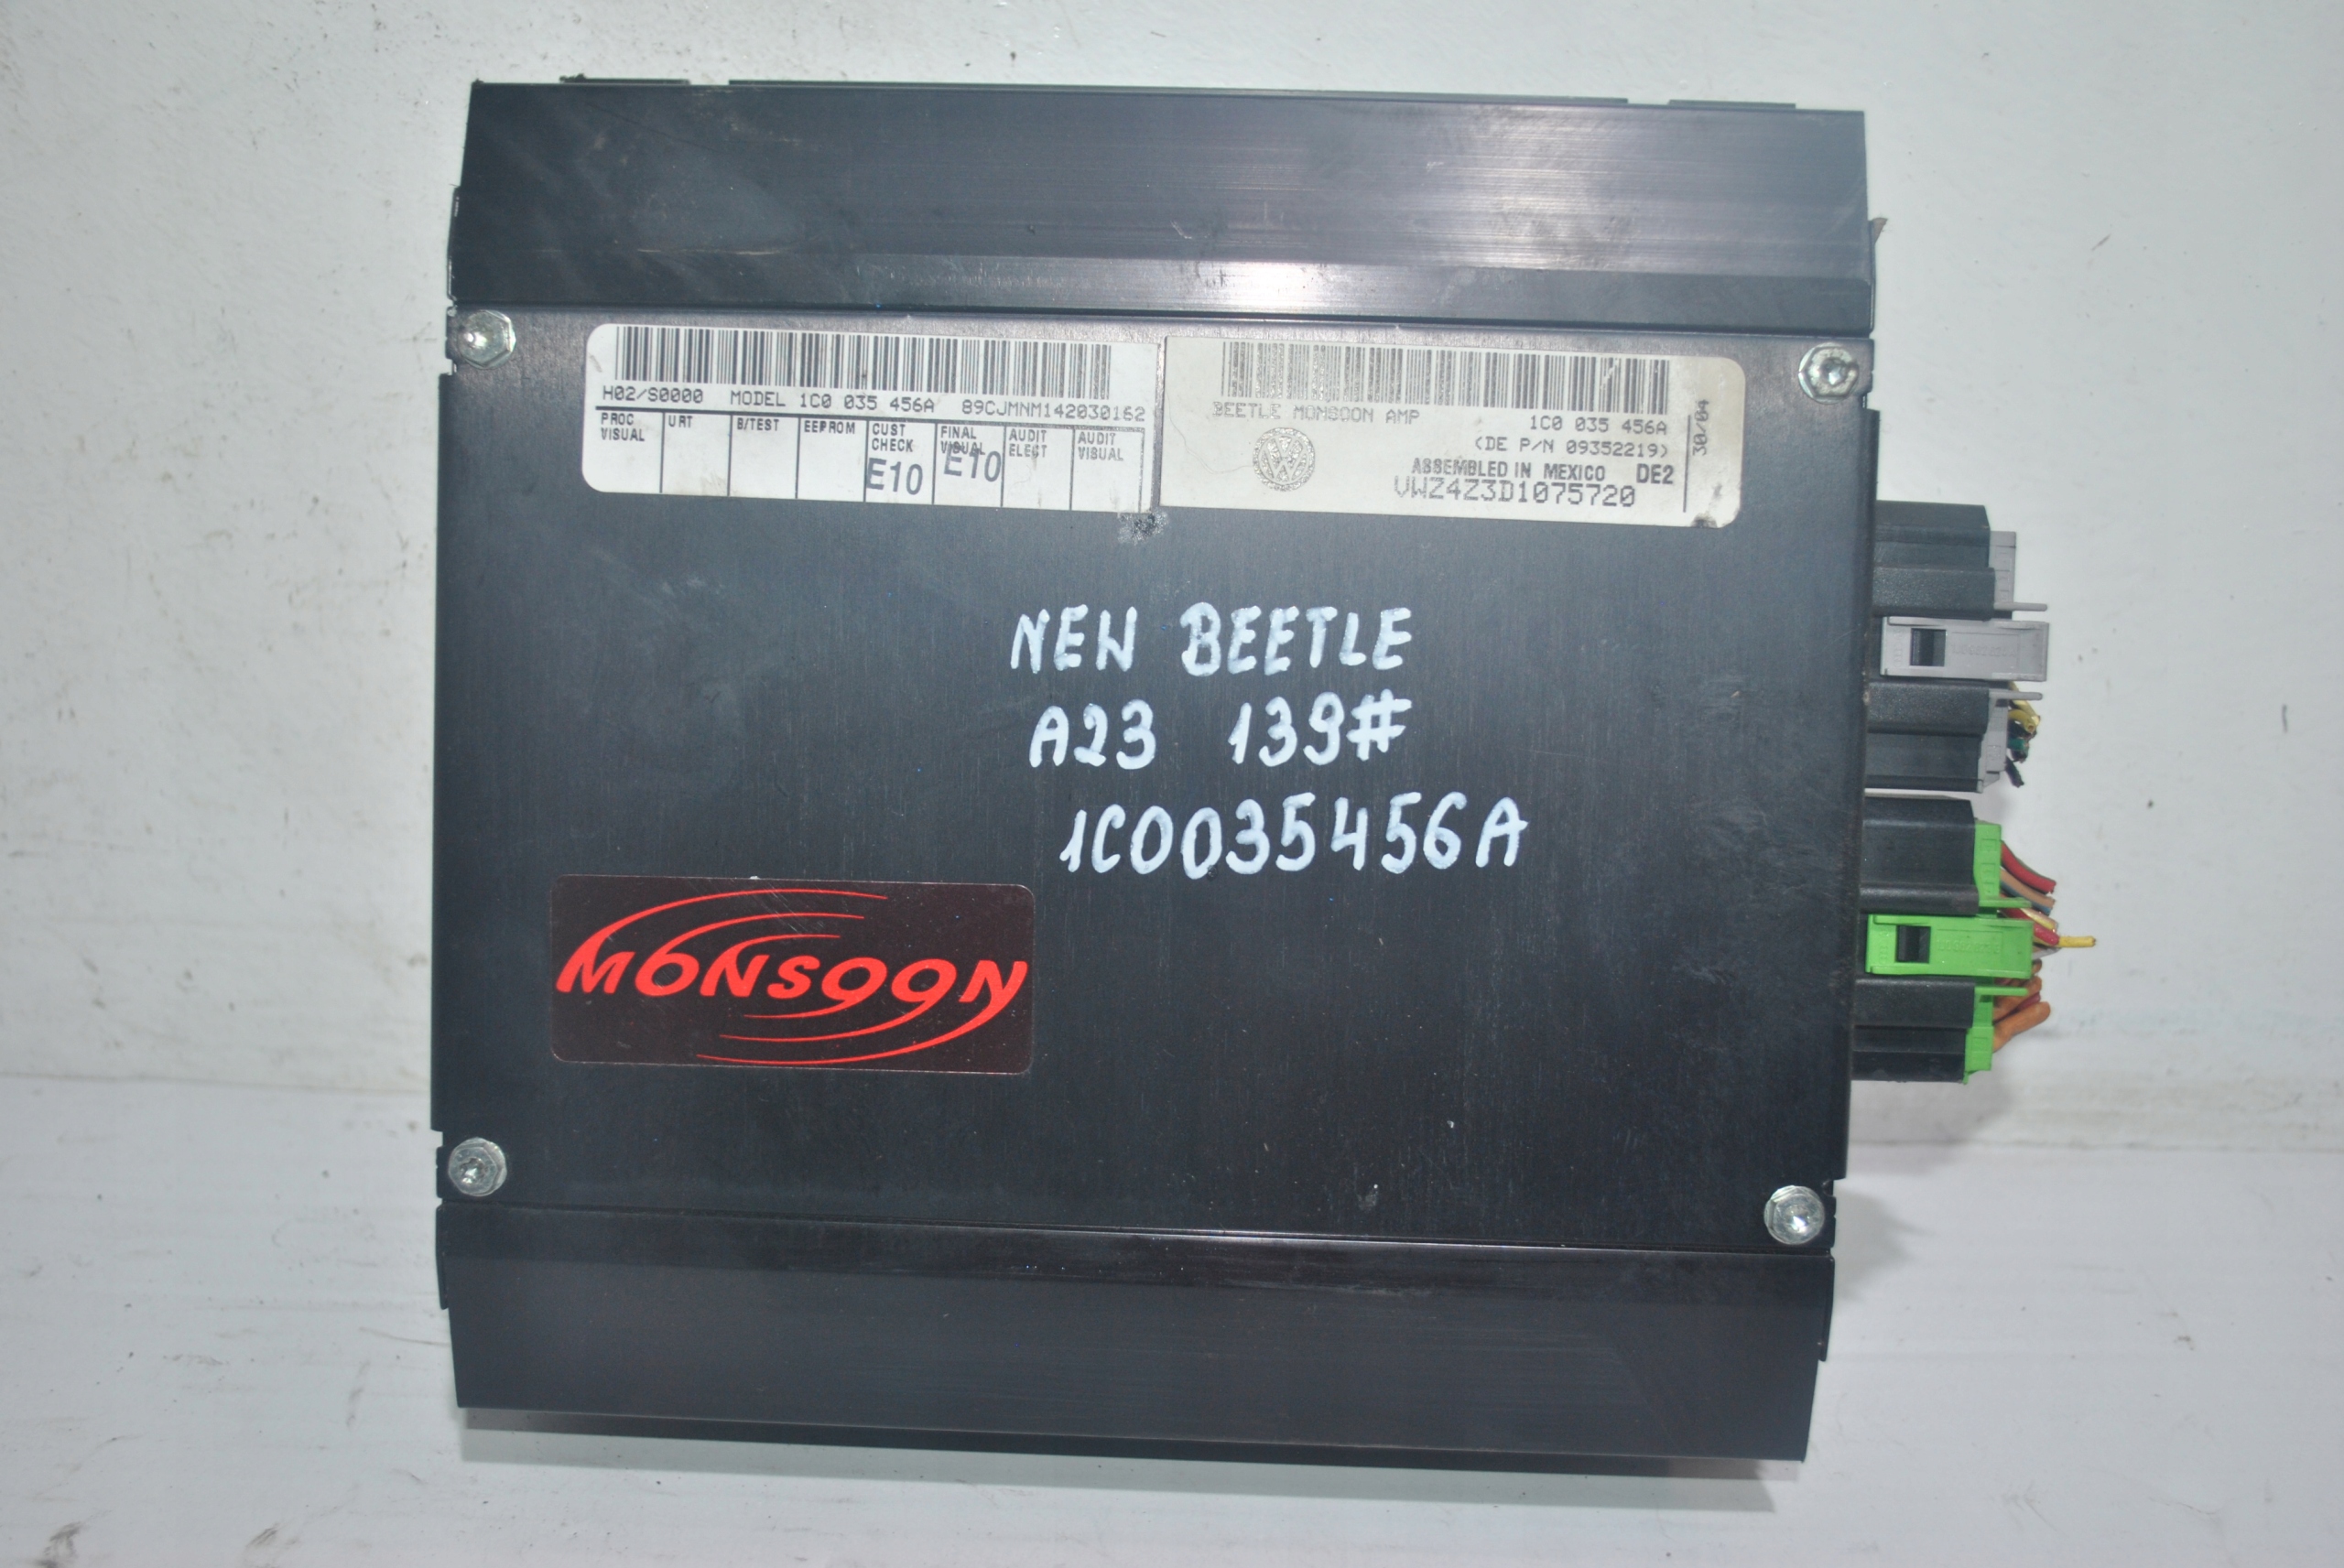 H02/S0000 MODEL 1C0 035 456A 89CJMNM142030162
PROC VISUAL
URT
B/TEST
EEPROM
CUST CHECK
FINAL VISUAL
AUDIT ELECT
AUDIT VISUAL
E10
E10
BEETLE MONSOON AMP
1C0 035 456A
(DE P/N 09352219)
ASSEMBLED IN MEXICO DE2
VWZ4Z3D1075720
30/04
NEW BEETLE
A23 139#
1C0035456A
MONSOON